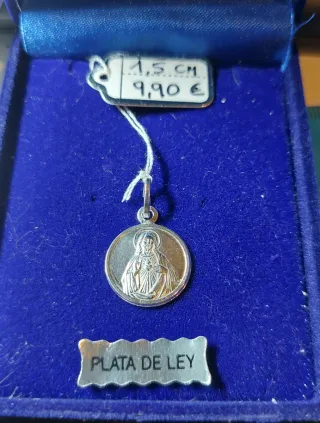 1,5 CM
9,90 €
PLATA DE LEY